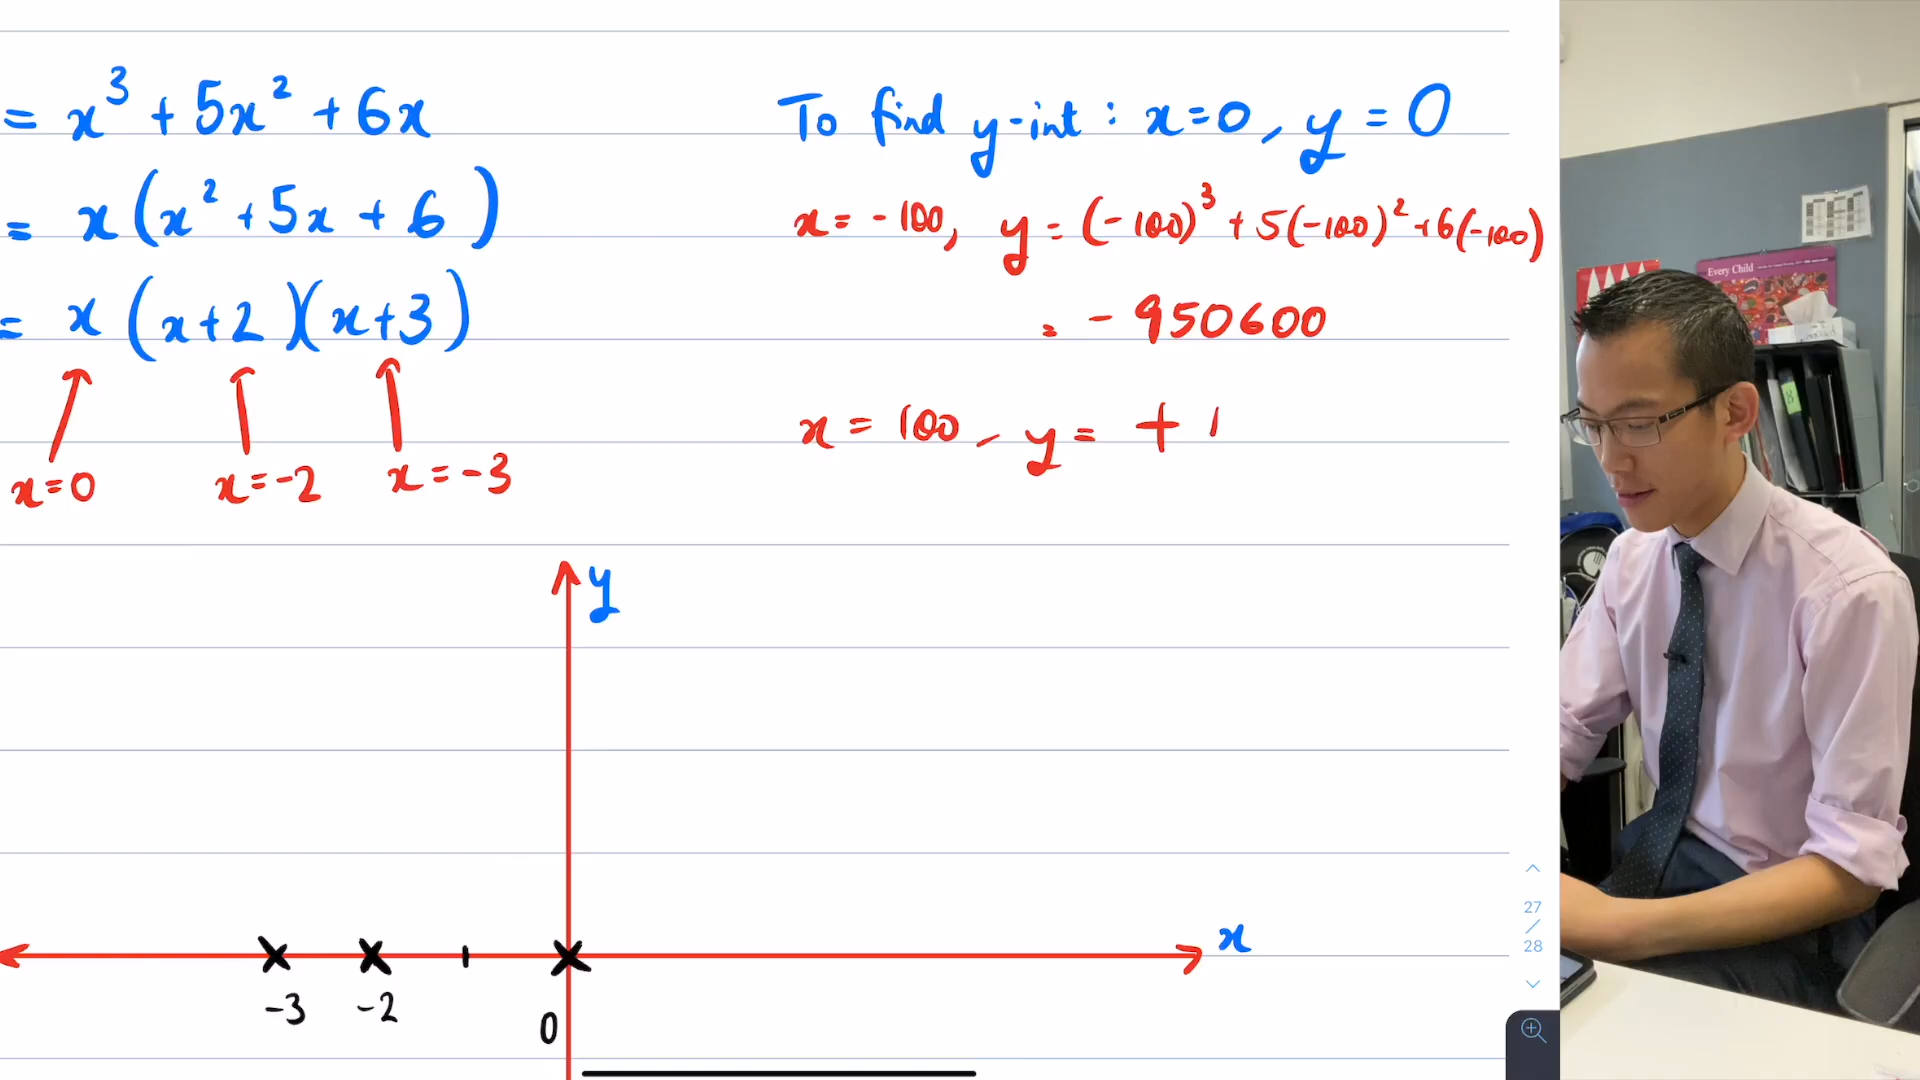 = x³ + 5x² + 6x
= x(x² + 5x + 6)
= x(x+2)(x+3)
x=0 x=-2 x=-3
To find y-int : x=0, y = 0
x = -100, y = (-100)³ + 5(-100)² + 6(-100)
= - 950600
x = 100, y = + 1
y
x
-3 -2 0
Every Child
27
/
28